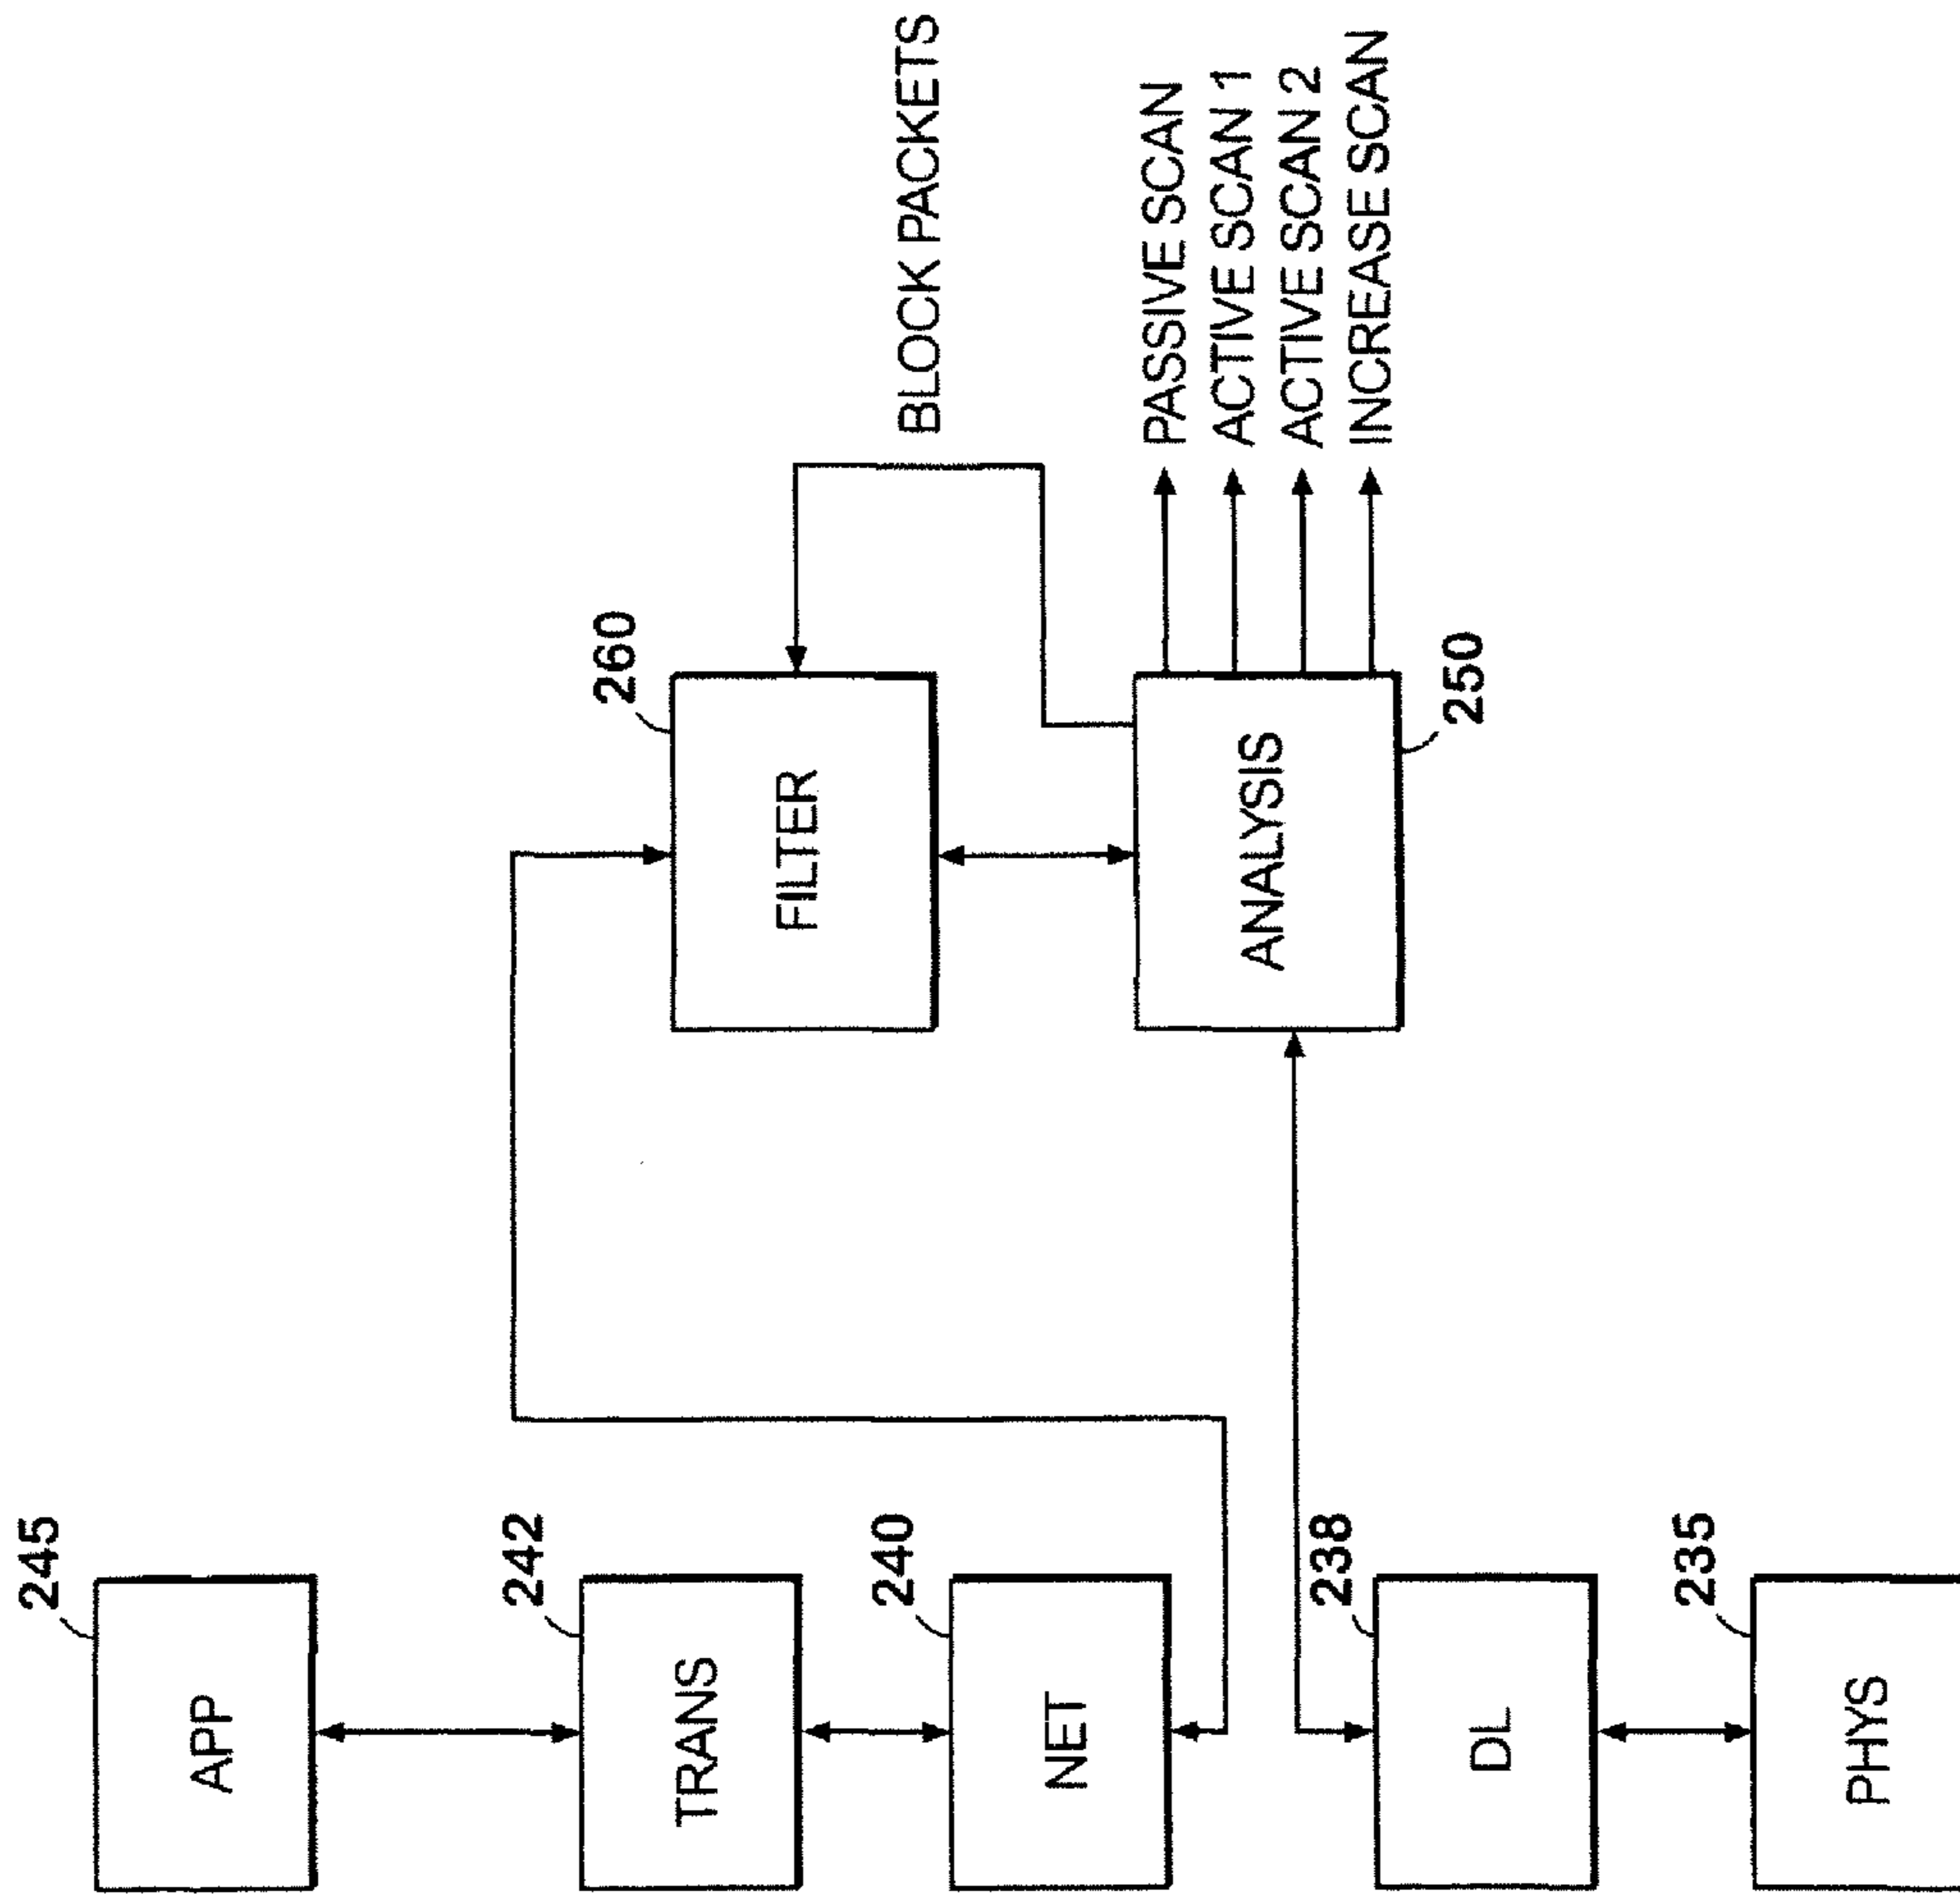 245
APP
242
TRANS
240
NET
238
DL
235
PHYS
260
FILTER
250
ANALYSIS
BLOCK PACKETS
PASSIVE SCAN
ACTIVE SCAN 1
ACTIVE SCAN 2
INCREASE SCAN